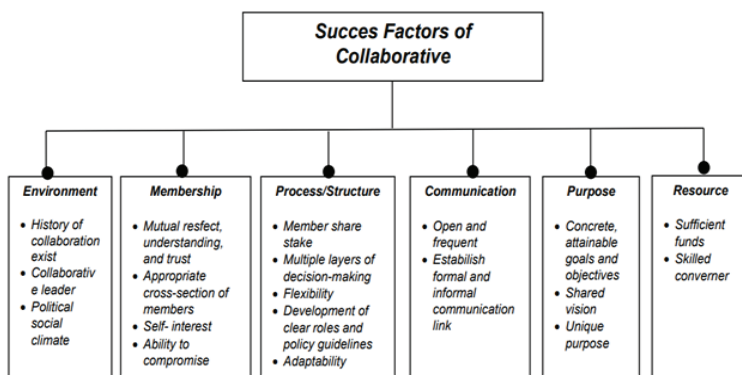 Succes Factors of
Collaborative
Environment
• History of
collaboration
exist
• Collaborativ
e leader
• Political
social
climate
Membership
• Mutual resfect,
understanding,
and trust
• Appropriate
cross-section of
members
• Self- interest
• Ability to
compromise
Process/Structure
• Member share
stake
• Multiple layers of
decision-making
• Flexibility
• Development of
clear roles and
policy guidelines
• Adaptability
Communication
• Open and
frequent
• Estabilish
formal and
informal
communication
link
Purpose
• Concrete,
attainable
goals and
objectives
• Shared
vision
• Unique
purpose
Resource
• Sufficient
funds
• Skilled
converner